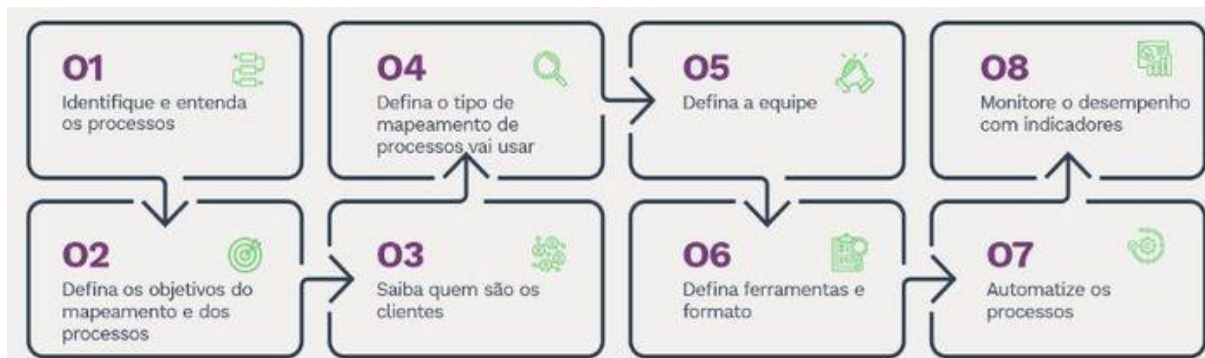 01
Identifique e entenda
os processos
02
Defina os objetivos do
mapeamento e dos
processos
03
Saiba quem são os
clientes
04
Defina o tipo de
mapeamento de
processos vai usar
05
Defina a equipe
06
Defina ferramentas e
formato
07
Automatize os
processos
08
Monitore o desempenho
com indicadores